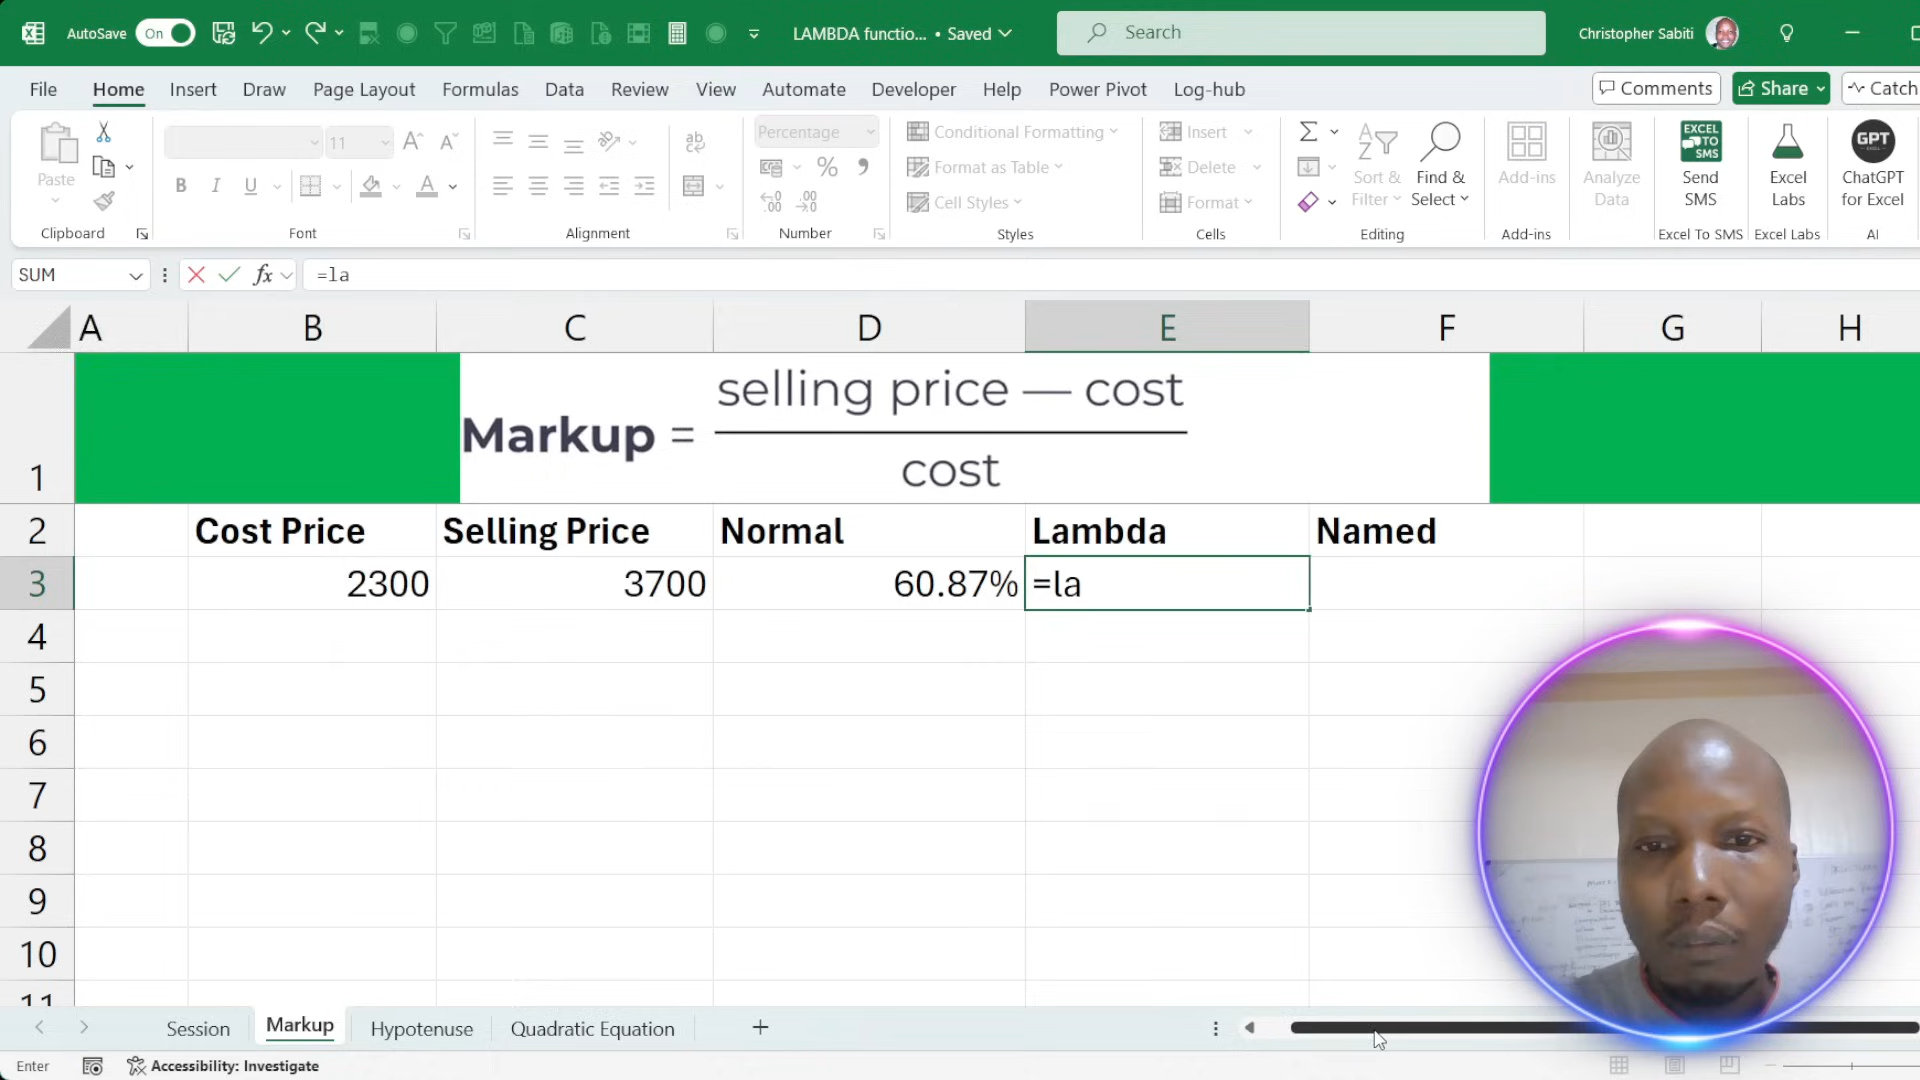 AutoSave On LAMBDA functio... • Saved Search Christopher Sabiti
File Home Insert Draw Page Layout Formulas Data Review View Automate Developer Help Power Pivot Log-hub Comments Share Catch
Paste 11 A A ab Percentage Conditional Formatting Insert Σ
B I U A % , Format as Table Delete Sort & Filter Find & Select Add-ins Analyze Data EXCEL TO SMS Send SMS Excel Labs GPT ChatGPT for Excel
Cell Styles Format
Clipboard Font Alignment Number Styles Cells Editing Add-ins Excel To SMS Excel Labs AI
SUM fx =la
A B C D E F G H
selling price — cost
Markup =
cost
1
2 Cost Price Selling Price Normal Lambda Named
3 2300 3700 60.87% =la
4
5
6
7
8
9
10
11
Session Markup Hypotenuse Quadratic Equation +
Enter Accessibility: Investigate